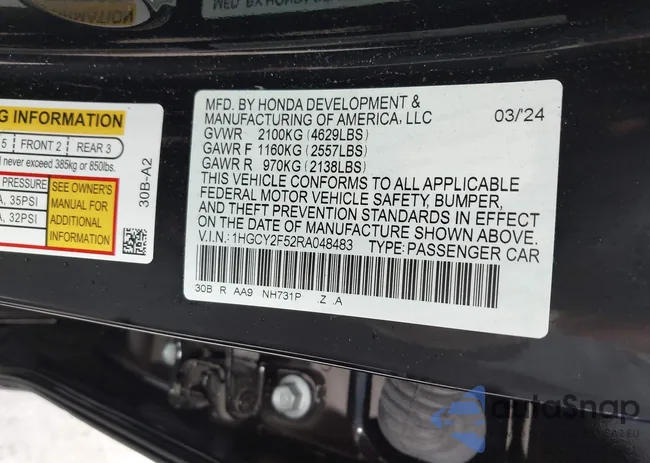 G INFORMATION
5 FRONT 2 REAR 3
never exceed 385kg or 850lbs.
PRESSURE
A, 35PSI
A, 32PSI
SEE OWNER'S
MANUAL FOR
ADDITIONAL
INFORMATION
30B-A2
MFD. BY HONDA DEVELOPMENT &
MANUFACTURING OF AMERICA, LLC 03/24
GVWR 2100KG (4629LBS)
GAWR F 1160KG (2557LBS)
GAWR R 970KG (2138LBS)
THIS VEHICLE CONFORMS TO ALL APPLICABLE
FEDERAL MOTOR VEHICLE SAFETY, BUMPER,
AND THEFT PREVENTION STANDARDS IN EFFECT
ON THE DATE OF MANUFACTURE SHOWN ABOVE.
V.I.N.: 1HGCY2F52RA048483 TYPE: PASSENGER CAR
30B R AA9 NH731P Z .A
autoSnap